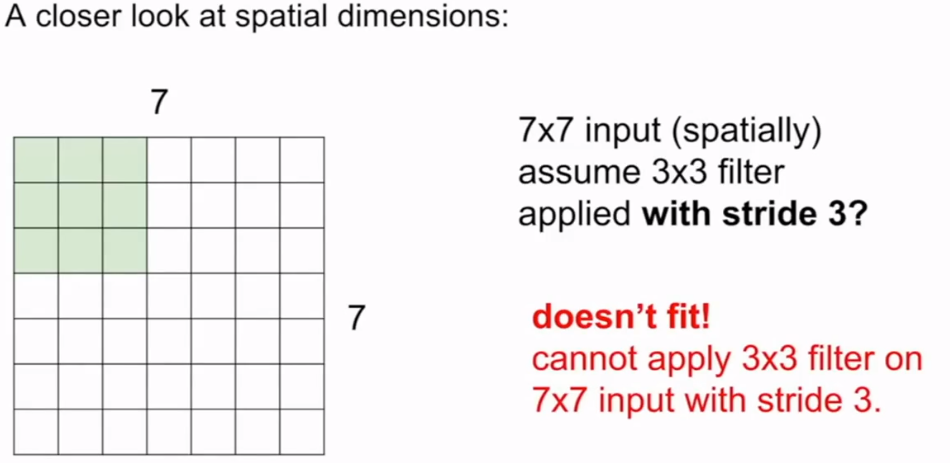 A closer look at spatial dimensions:
7
7x7 input (spatially)
assume 3x3 filter
applied with stride 3?
7
doesn't fit!
cannot apply 3x3 filter on
7x7 input with stride 3.